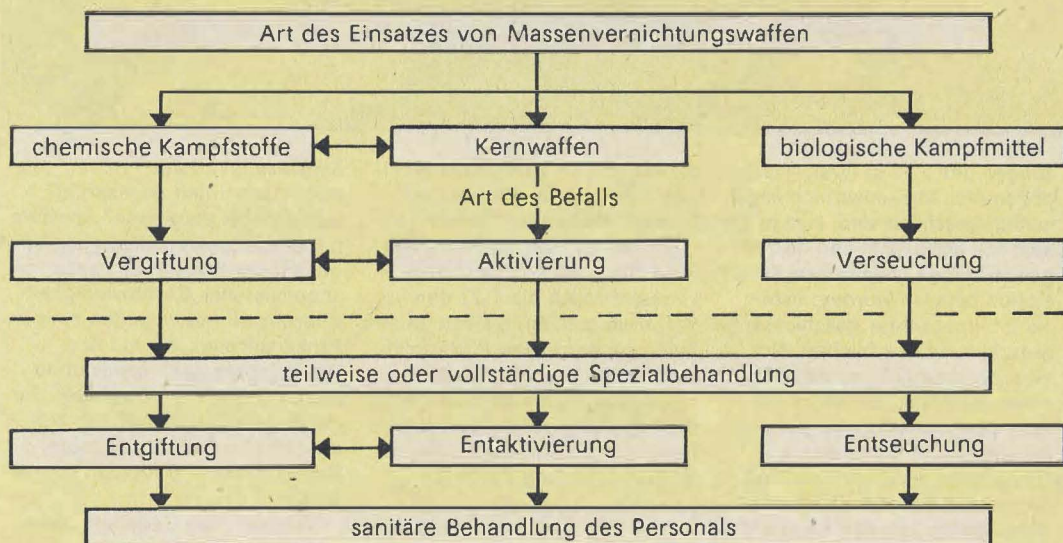 Art des Einsatzes von Massenvernichtungswaffen
chemische Kampfstoffe
Kernwaffen
biologische Kampfmittel
Art des Befalls
Vergiftung
Aktivierung
Verseuchung
teilweise oder vollständige Spezialbehandlung
Entgiftung
Entaktivierung
Entseuchung
sanitäre Behandlung des Personals